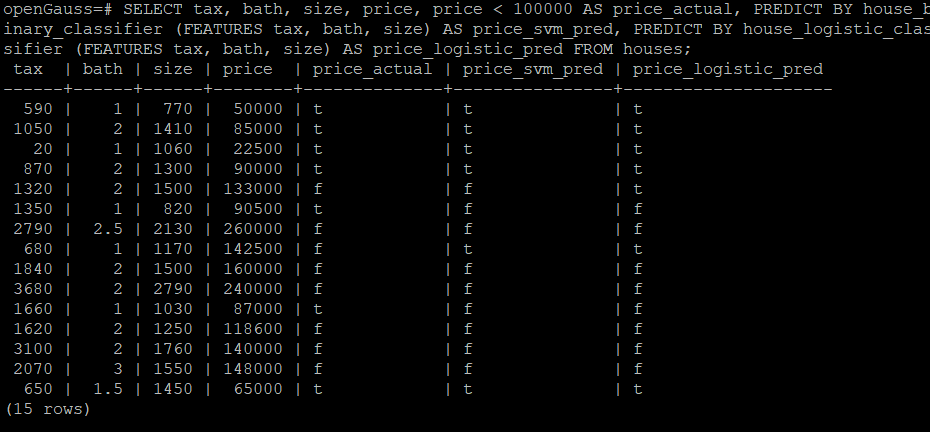 openGauss=# SELECT tax, bath, size, price, price < 100000 AS price_actual, PREDICT BY house_b
inary_classifier (FEATURES tax, bath, size) AS price_svm_pred, PREDICT BY house_logistic_clas
sifier (FEATURES tax, bath, size) AS price_logistic_pred FROM houses;
 tax  | bath | size | price  | price_actual | price_svm_pred | price_logistic_pred
------+------+------+--------+--------------+----------------+---------------------
  590 |    1 |  770 |  50000 | t            | t              | t
 1050 |    2 | 1410 |  85000 | t            | t              | t
   20 |    1 | 1060 |  22500 | t            | t              | t
  870 |    2 | 1300 |  90000 | t            | t              | t
 1320 |    2 | 1500 | 133000 | f            | f              | t
 1350 |    1 |  820 |  90500 | t            | f              | f
 2790 |  2.5 | 2130 | 260000 | f            | f              | f
  680 |    1 | 1170 | 142500 | f            | t              | t
 1840 |    2 | 1500 | 160000 | f            | f              | f
 3680 |    2 | 2790 | 240000 | f            | f              | f
 1660 |    1 | 1030 |  87000 | t            | f              | f
 1620 |    2 | 1250 | 118600 | f            | f              | f
 3100 |    2 | 1760 | 140000 | f            | f              | f
 2070 |    3 | 1550 | 148000 | f            | f              | f
  650 |  1.5 | 1450 |  65000 | t            | t              | t
(15 rows)